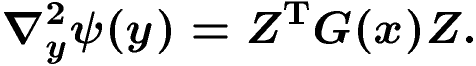 ∇²_y ψ(y) = Z^T G(x) Z.